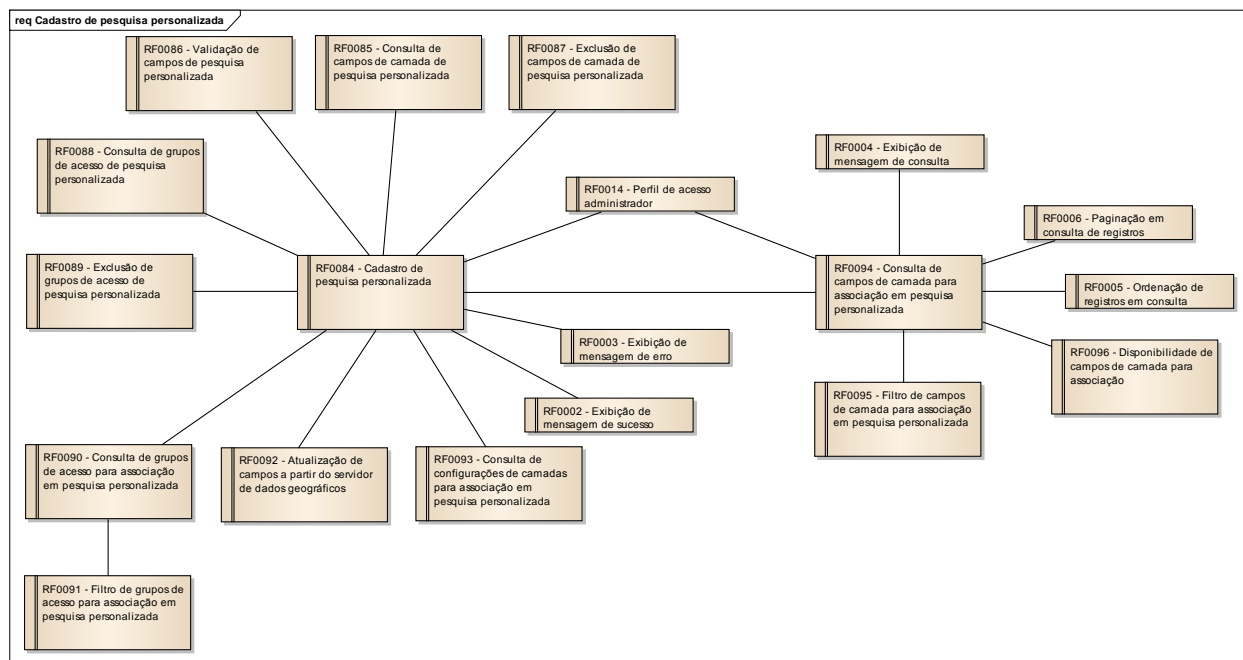 req Cadastro de pesquisa personalizada
RF0086 - Validação de
campos de pesquisa
personalizada
RF0085 - Consulta de
campos de camada de
pesquisa personalizada
RF0087 - Exclusão de
campos de camada de
pesquisa personalizada
RF0088 - Consulta de grupos
de acesso de pesquisa
personalizada
RF0004 - Exibição de
mensagem de consulta
RF0014 - Perfil de acesso
administrador
RF0006 - Paginação em
consulta de registros
RF0089 - Exclusão de
grupos de acesso de
pesquisa personalizada
RF0084 - Cadastro de
pesquisa personalizada
RF0094 - Consulta de
campos de camada para
associação em pesquisa
personalizada
RF0005 - Ordenação de
registros em consulta
RF0003 - Exibição de
mensagem de erro
RF0096 - Disponibilidade de
campos de camada para
associação
RF0095 - Filtro de campos
de camada para associação
em pesquisa personalizada
RF0002 - Exibição de
mensagem de sucesso
RF0090 - Consulta de grupos
de acesso para associação
em pesquisa personalizada
RF0092 - Atualização de
campos a partir do servidor
de dados geográficos
RF0093 - Consulta de
configurações de camadas
para associação em
pesquisa personalizada
RF0091 - Filtro de grupos de
acesso para associação em
pesquisa personalizada